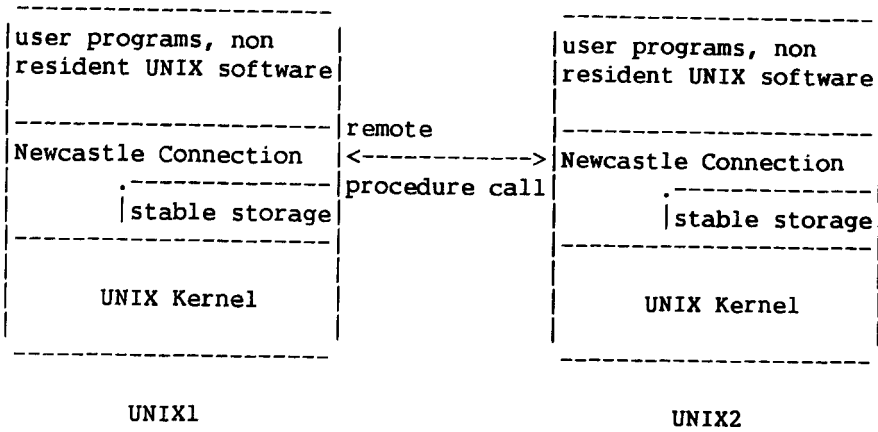 user programs, non
resident UNIX software
remote
Newcastle Connection
<------------>
procedure call
stable storage
UNIX Kernel
UNIX1
user programs, non
resident UNIX software
Newcastle Connection
stable storage
UNIX Kernel
UNIX2